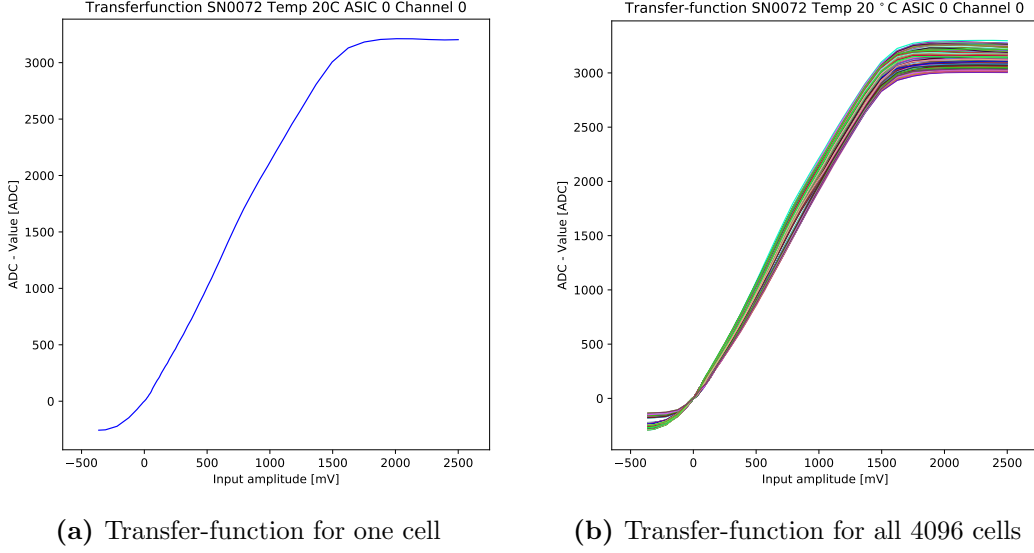 Transferfunction SN0072 Temp 20C ASIC 0 Channel 0
3000
2500
2000
1500
1000
500
0
ADC - Value [ADC]
−500 0 500 1000 1500 2000 2500
Input amplitude [mV]
(a) Transfer-function for one cell
Transfer-function SN0072 Temp 20 °C ASIC 0 Channel 0
3000
2500
2000
1500
1000
500
0
ADC - Value [ADC]
−500 0 500 1000 1500 2000 2500
Input amplitude [mV]
(b) Transfer-function for all 4096 cells